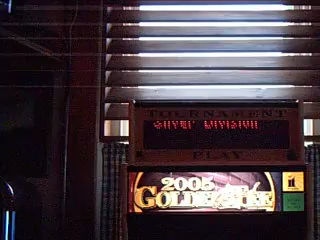 TOURNAMENT
SILVER DIVISION
PLAY
2005
GOLDEN TEE